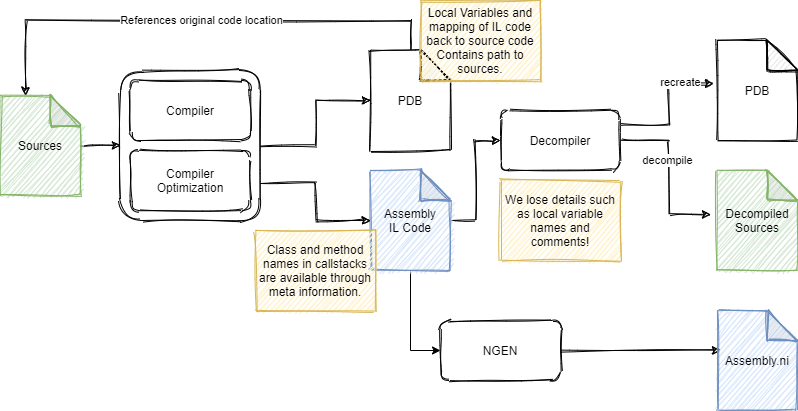 References original code location
Local Variables and
mapping of IL code
back to source code
Contains path to
sources.
Compiler
PDB
recreate
PDB
Sources
Decompiler
Compiler
Optimization
decompile
Assembly
IL Code
We lose details such
as local variable
names and
comments!
Decompiled
Sources
Class and method
names in callstacks
are available through
meta information.
NGEN
Assembly.ni